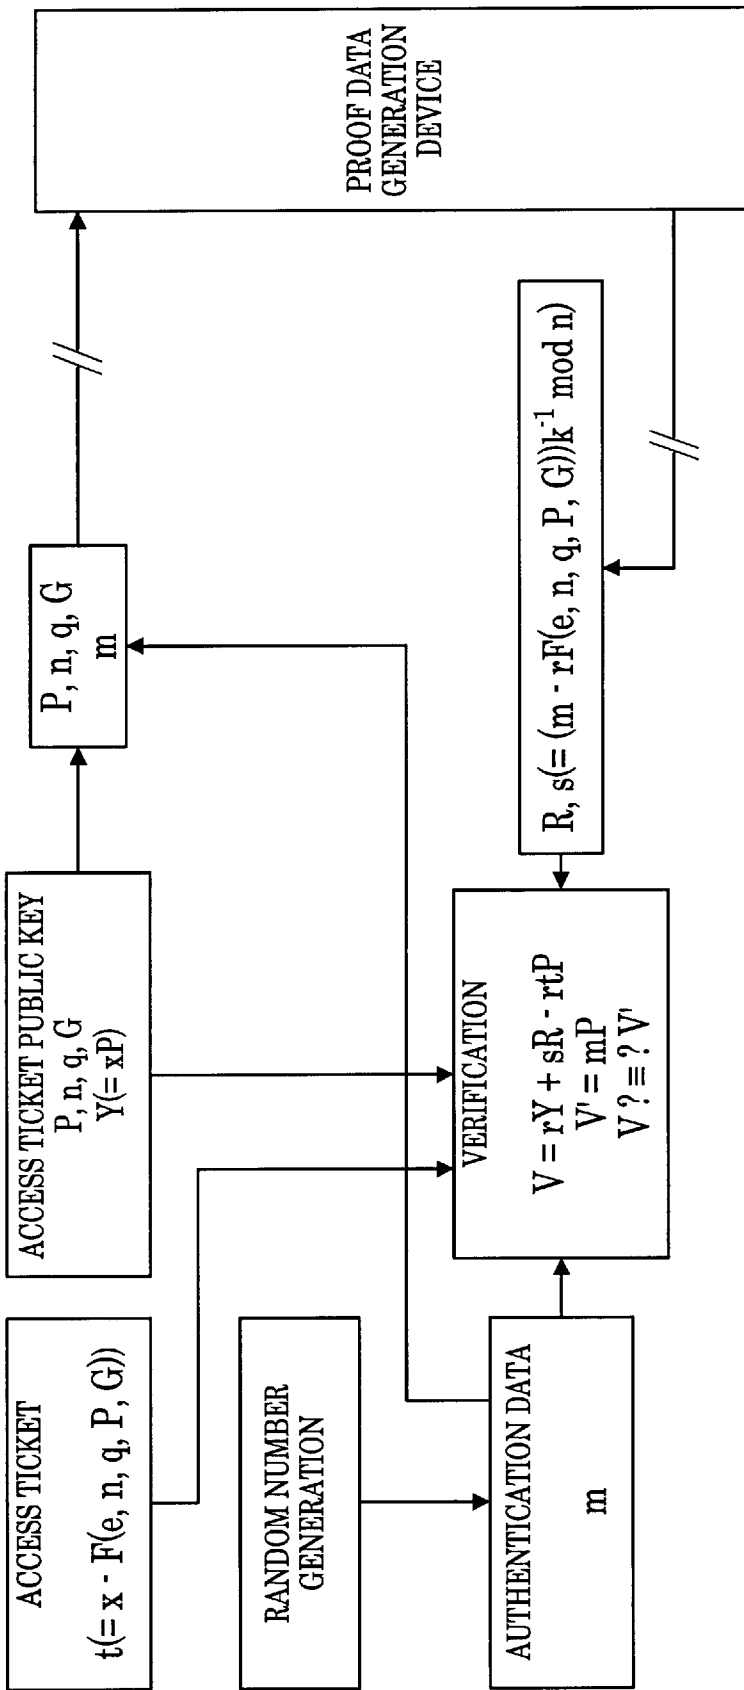 ACCESS TICKET
t(= x - F(e, n, q, P, G))
ACCESS TICKET PUBLIC KEY
P, n, q, G
Y(= xP)
P, n, q, G
m
PROOF DATA
GENERATION
DEVICE
RANDOM NUMBER
GENERATION
AUTHENTICATION DATA
m
VERIFICATION
V = rY + sR - rtP
V' = mP
V ? ≡ ? V'
R, s(= (m - rF(e, n, q, P, G))k⁻¹ mod n)